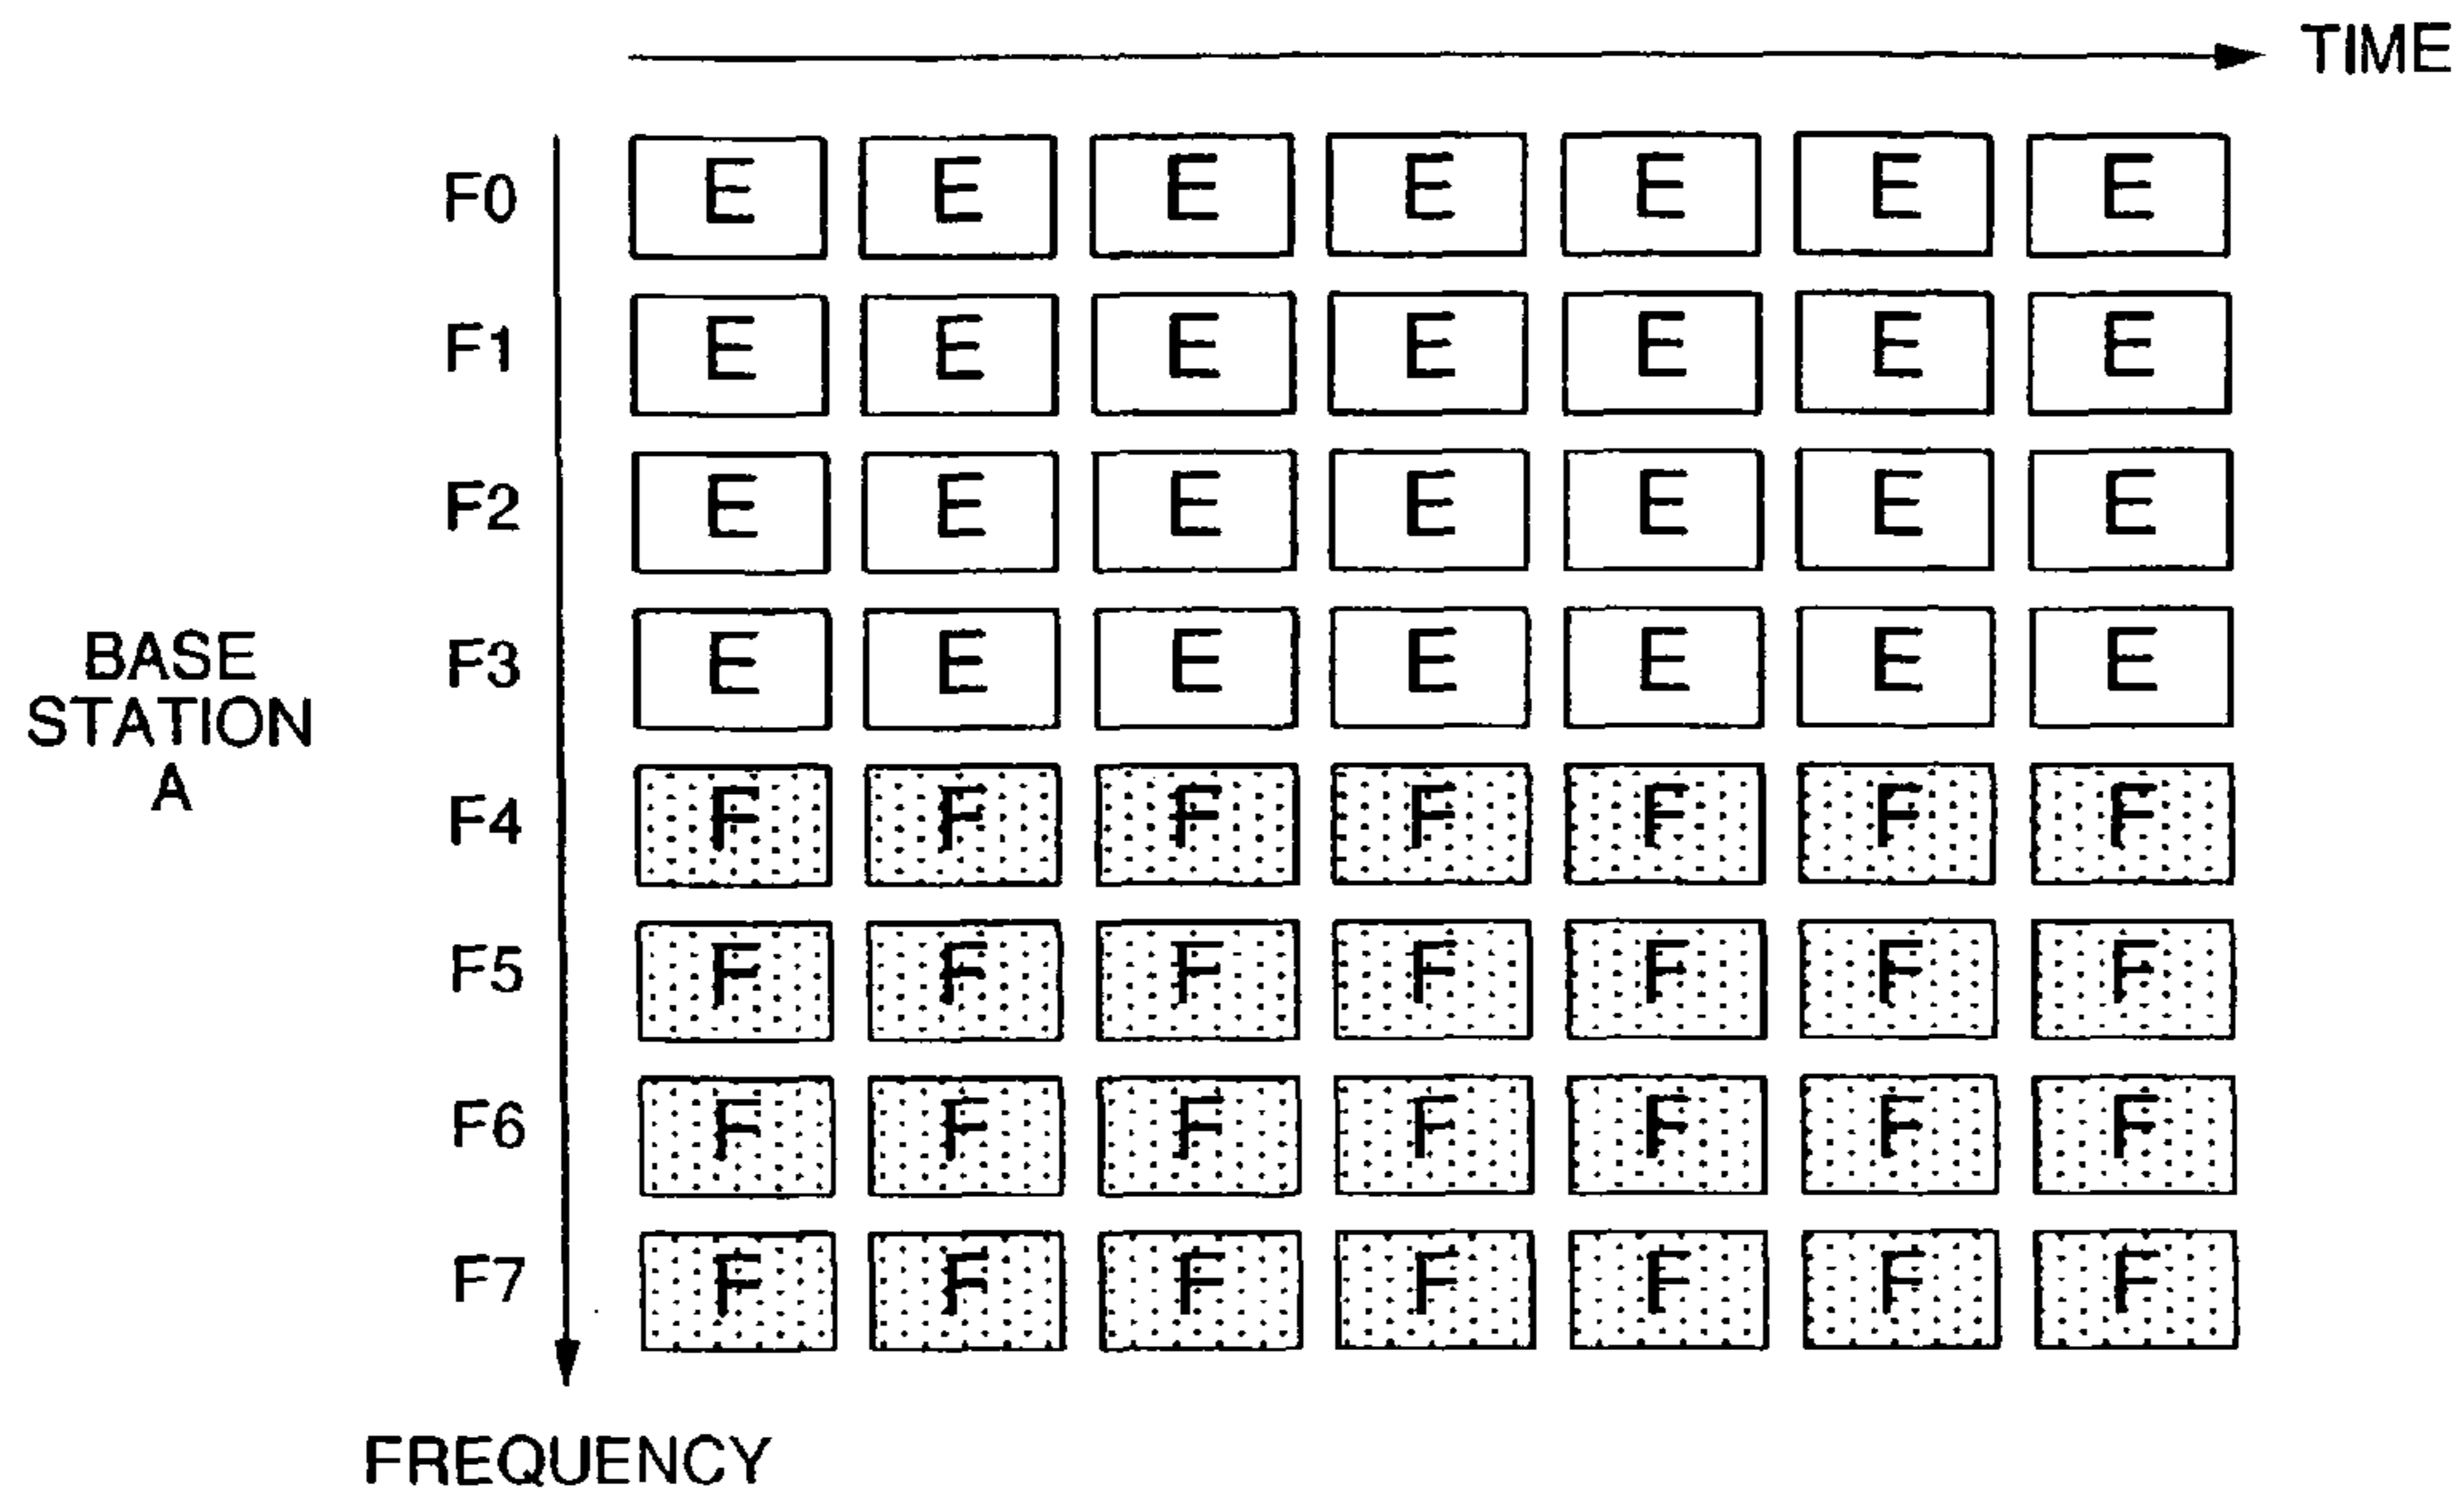 TIME
F0 E E E E E E E
F1 E E E E E E E
F2 E E E E E E E
F3 E E E E E E E
BASE
STATION
A
F4 F F F F F F F
F5 F F F F F F F
F6 F F F F F F F
F7 F F F F F F F
FREQUENCY